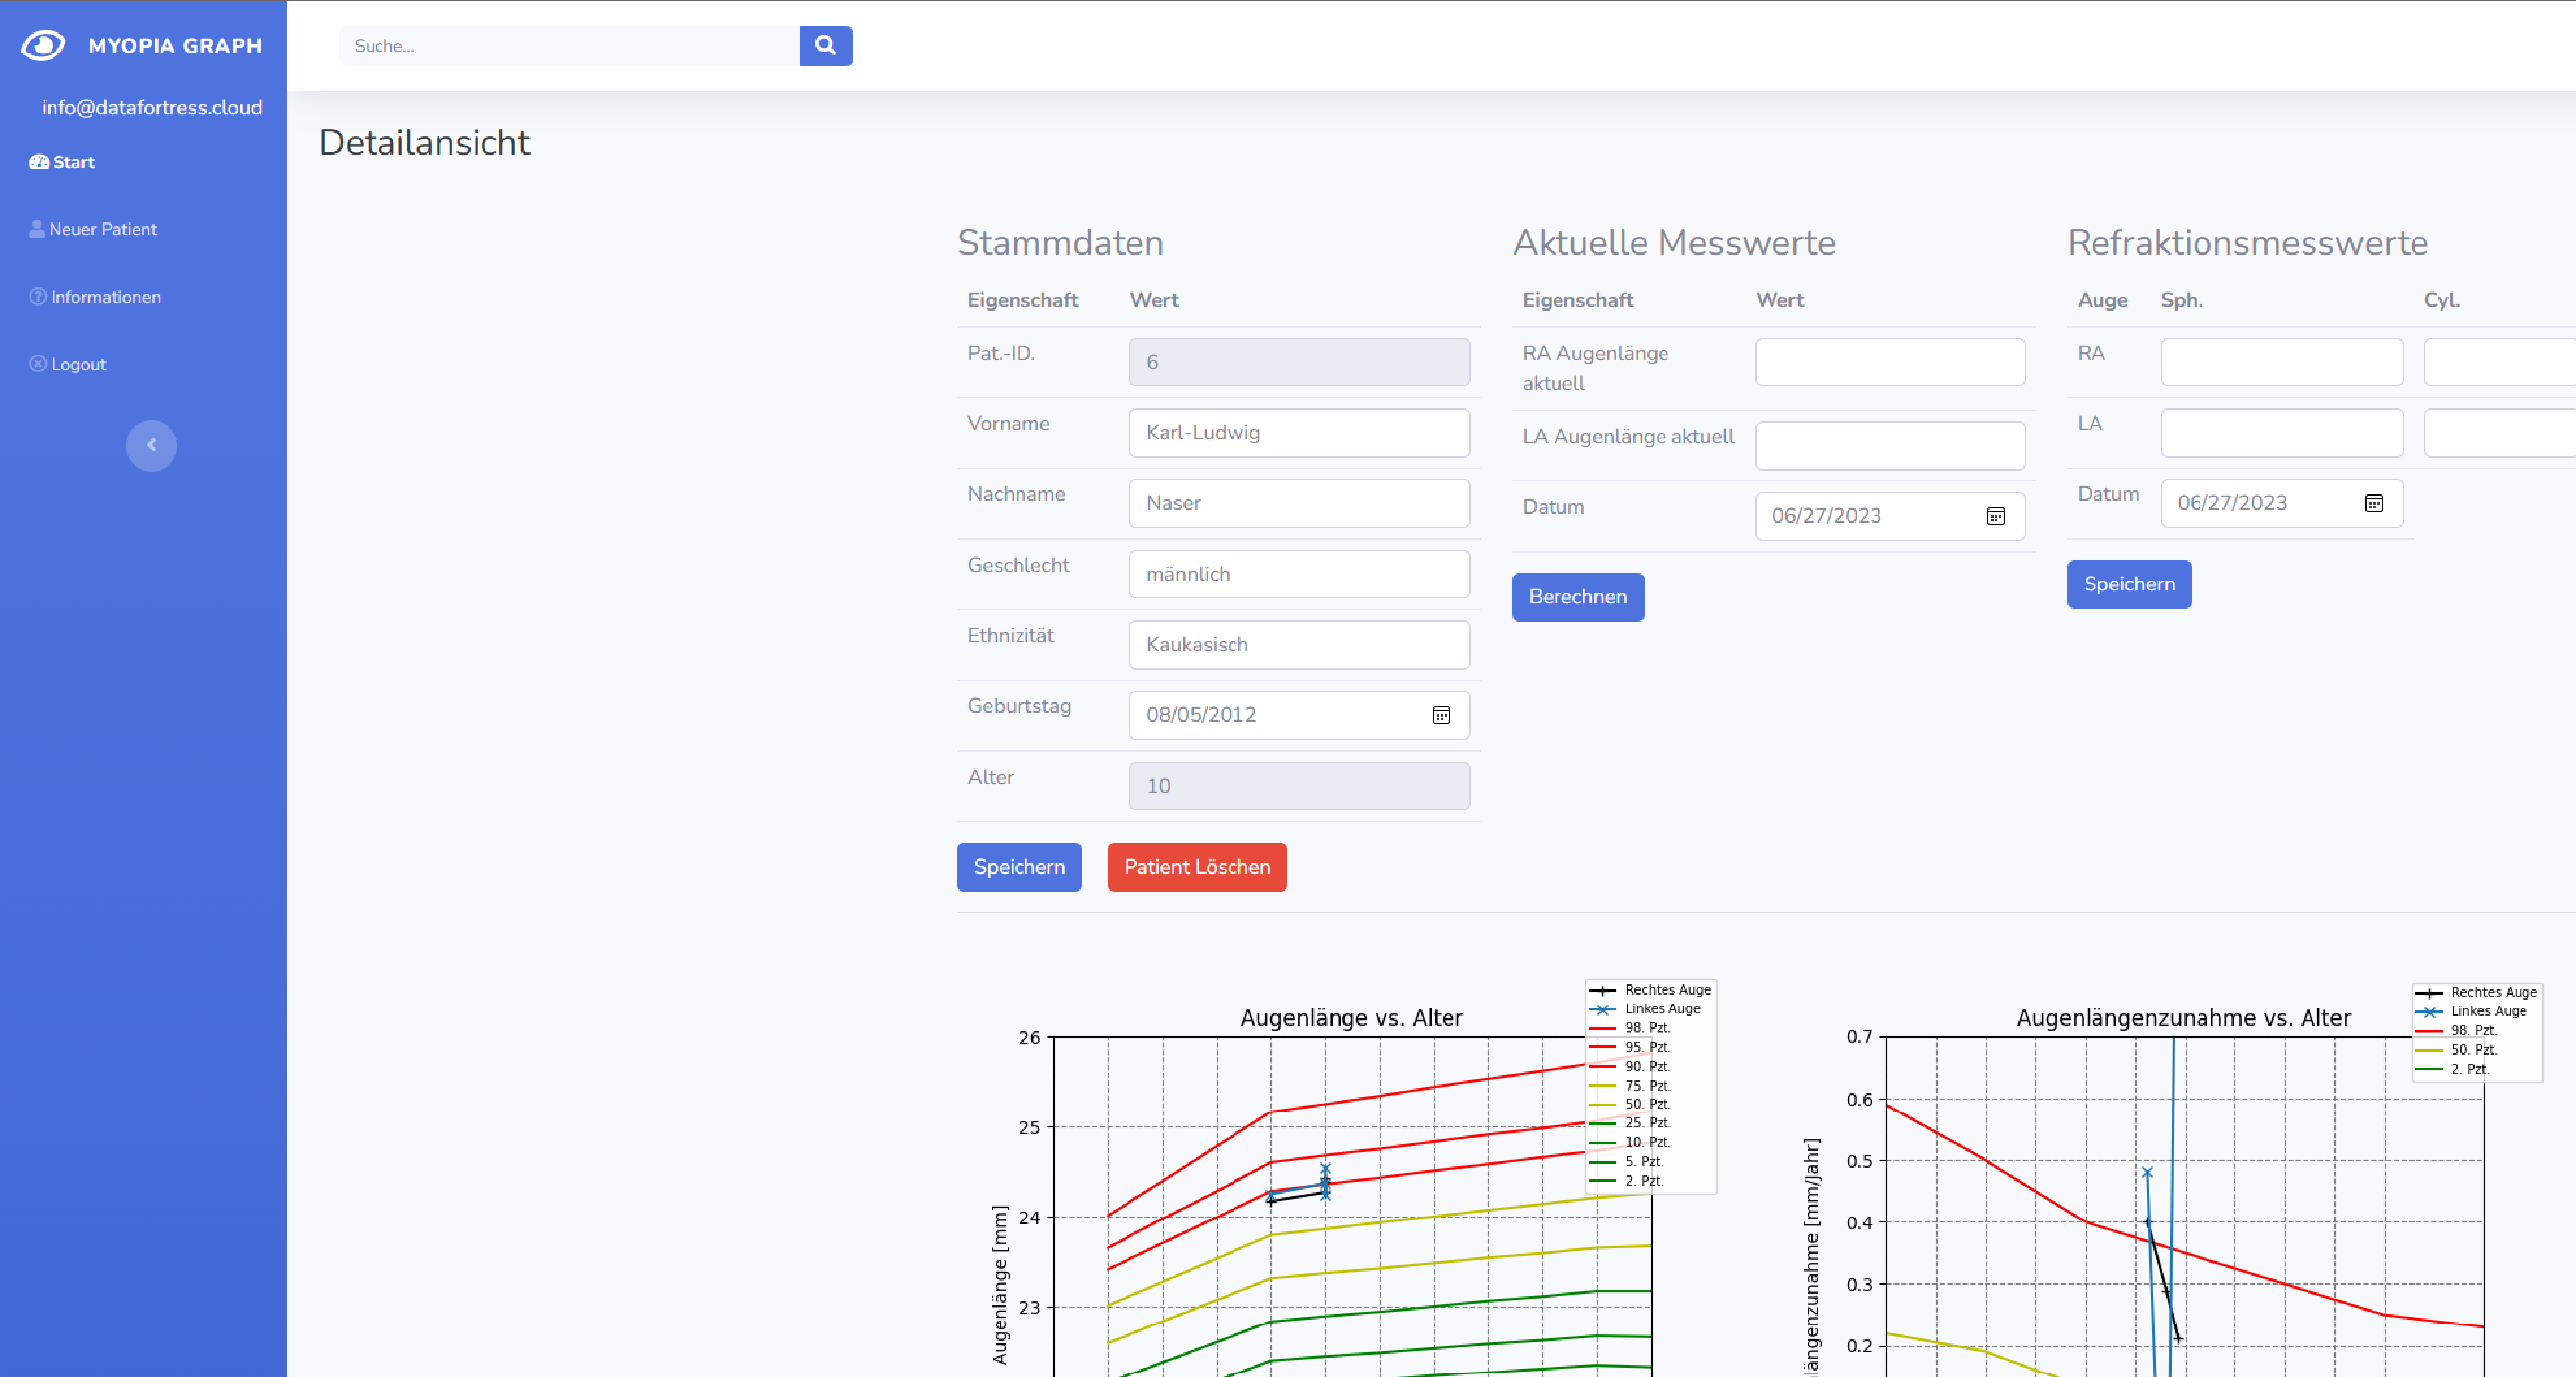 MYOPIA GRAPH
info@datafortress.cloud
Start
Neuer Patient
Informationen
Logout
Suche...
Detailansicht
Stammdaten
Eigenschaft Wert
Pat.-ID. 6
Vorname Karl-Ludwig
Nachname Naser
Geschlecht männlich
Ethnizität Kaukasisch
Geburtstag 08/05/2012
Alter 10
Speichern Patient Löschen
Aktuelle Messwerte
Eigenschaft Wert
RA Augenlänge
aktuell
LA Augenlänge aktuell
Datum 06/27/2023
Berechnen
Refraktionsmesswerte
Auge Sph. Cyl.
RA
LA
Datum 06/27/2023
Speichern
Augenlänge vs. Alter
Rechtes Auge
Linkes Auge
98. Pzt.
95. Pzt.
90. Pzt.
75. Pzt.
50. Pzt.
25. Pzt.
10. Pzt.
5. Pzt.
2. Pzt.
26
25
24
23
Augenlänge [mm]
Augenlängenzunahme vs. Alter
Rechtes Auge
Linkes Auge
98. Pzt.
50. Pzt.
2. Pzt.
0.7
0.6
0.5
0.4
0.3
0.2
längenzunahme [mm/Jahr]